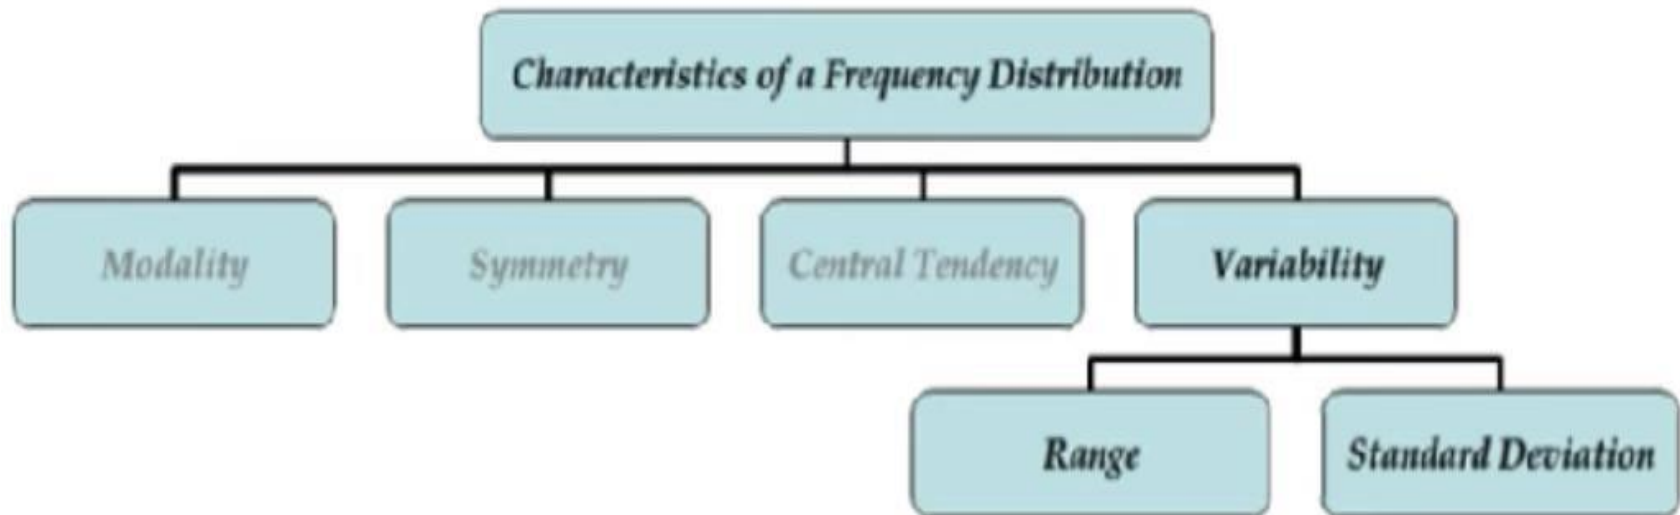 Characteristics of a Frequency Distribution
Modality
Symmetry
Central Tendency
Variability
Range
Standard Deviation